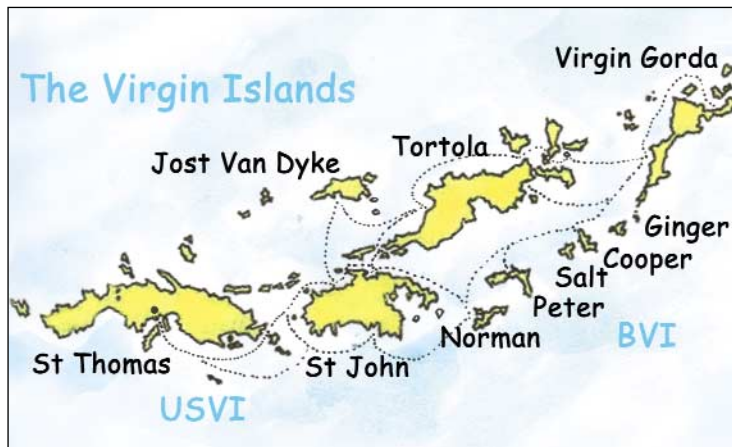 Virgin Gorda
The Virgin Islands
Tortola
Jost Van Dyke
Ginger
Cooper
Salt
Peter
Norman
BVI
St Thomas
St John
USVI